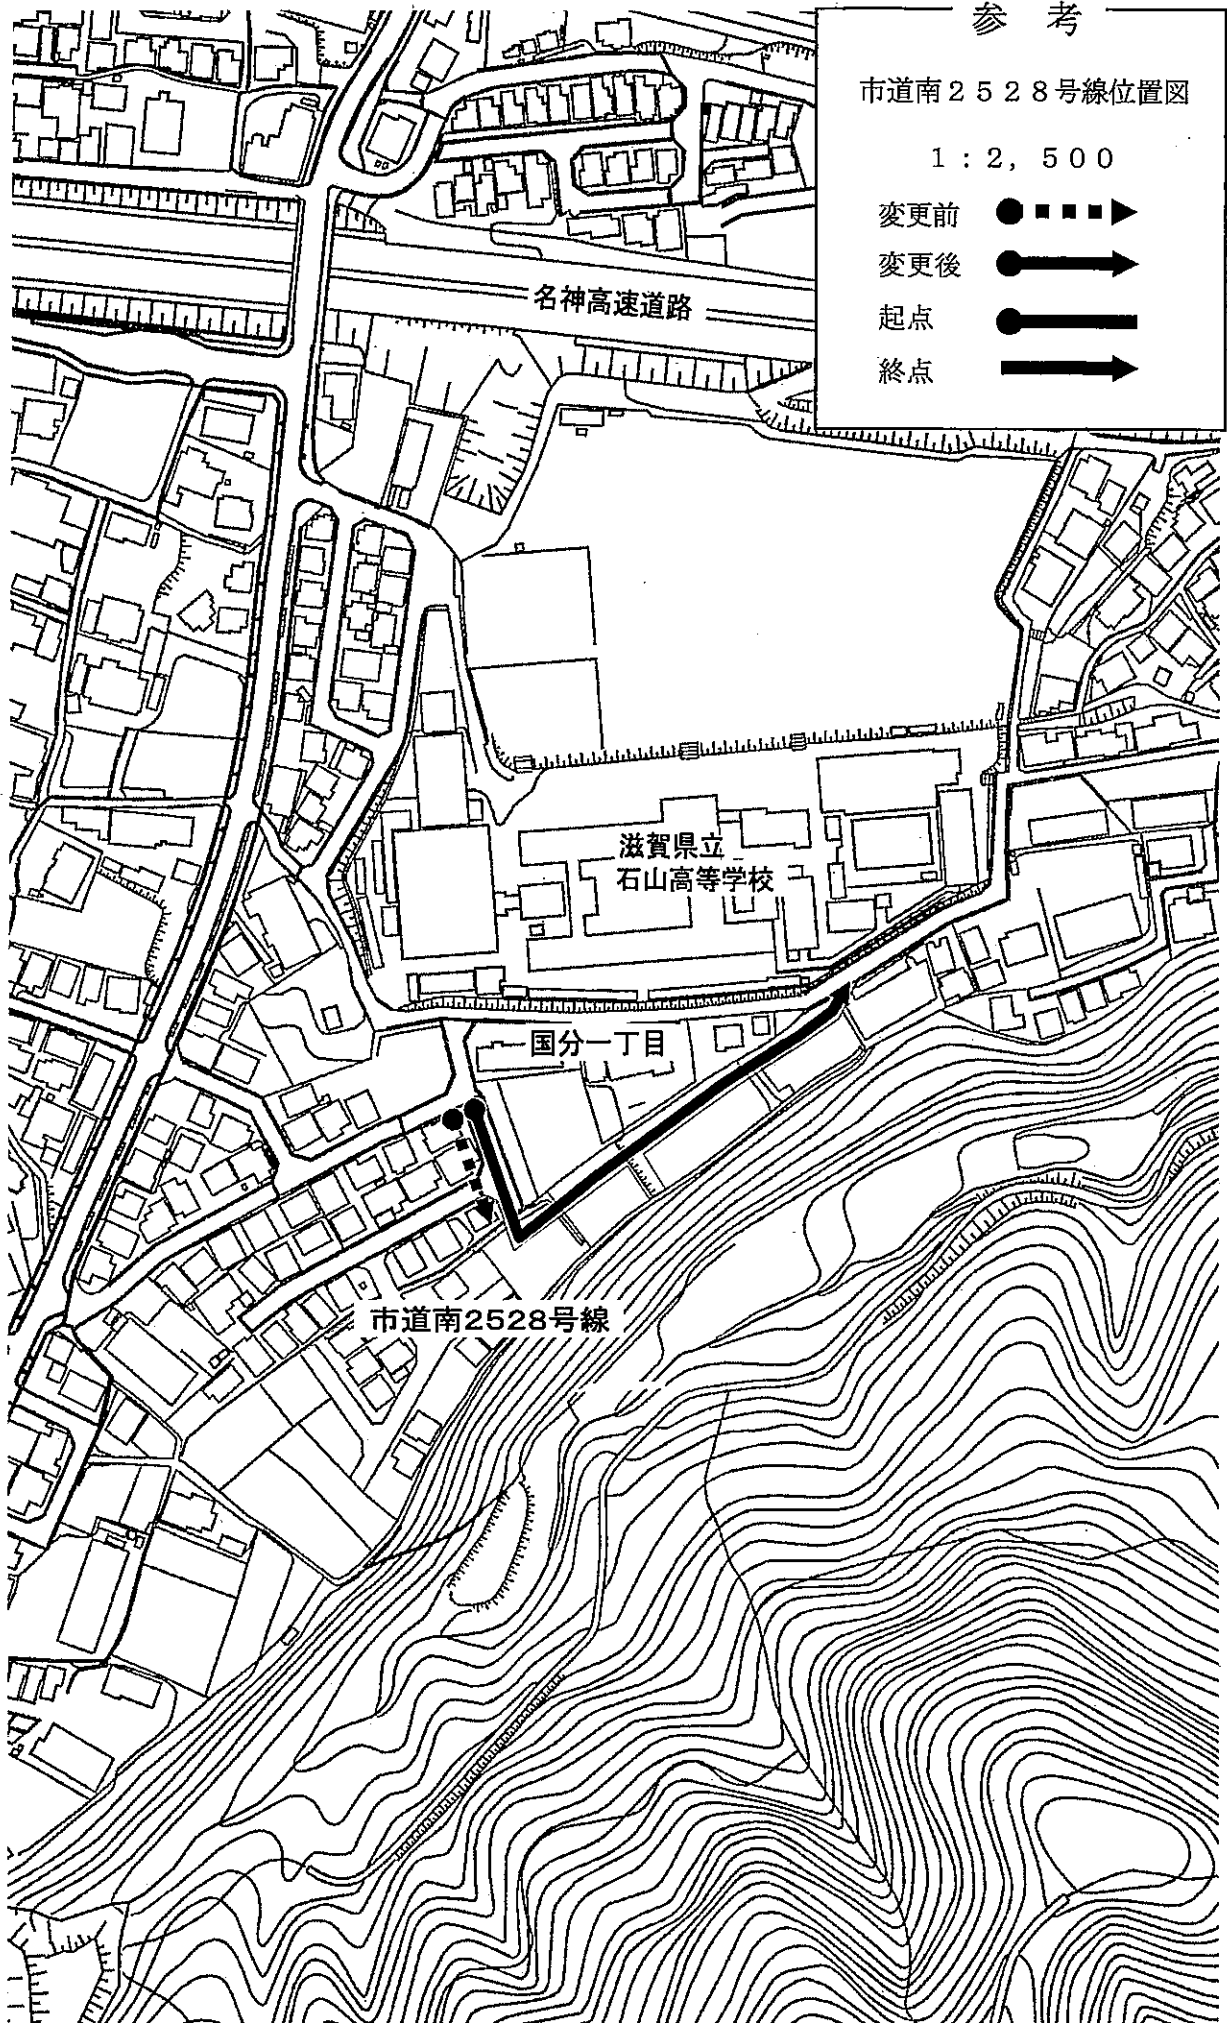 参 考
市道南2528号線位置図
1:2,500
変更前
変更後
起点
終点
名神高速道路
滋賀県立
石山高等学校
国分一丁目
市道南2528号線